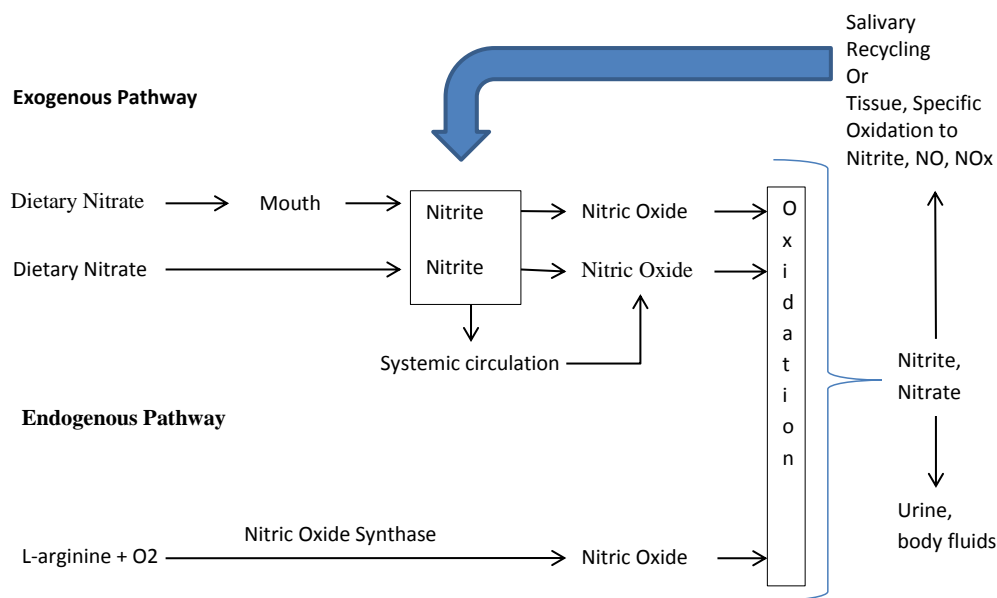 Salivary
Recycling
Or
Tissue, Specific
Oxidation to
Nitrite, NO, NOx
Exogenous Pathway
Dietary Nitrate
Mouth
Nitrite
Nitric Oxide
Dietary Nitrate
Nitrite
Nitric Oxide
Systemic circulation
Oxidation
Nitrite,
Nitrate
Endogenous Pathway
Urine,
body fluids
Nitric Oxide Synthase
L-arginine + O2
Nitric Oxide